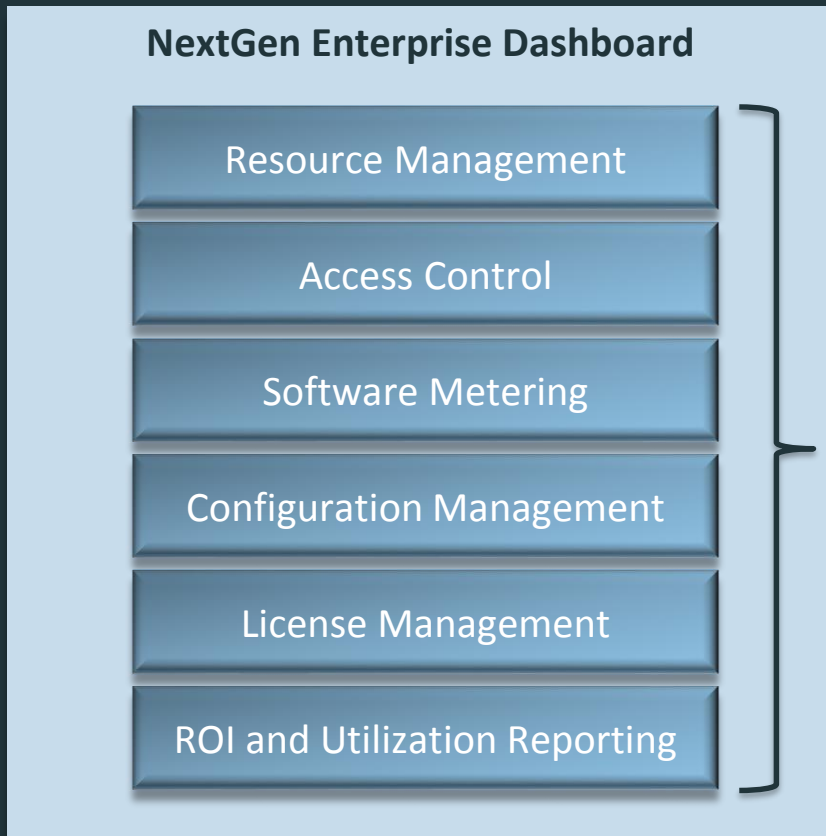 NextGen Enterprise Dashboard
Resource Management
Access Control
Software Metering
Configuration Management
License Management
ROI and Utilization Reporting